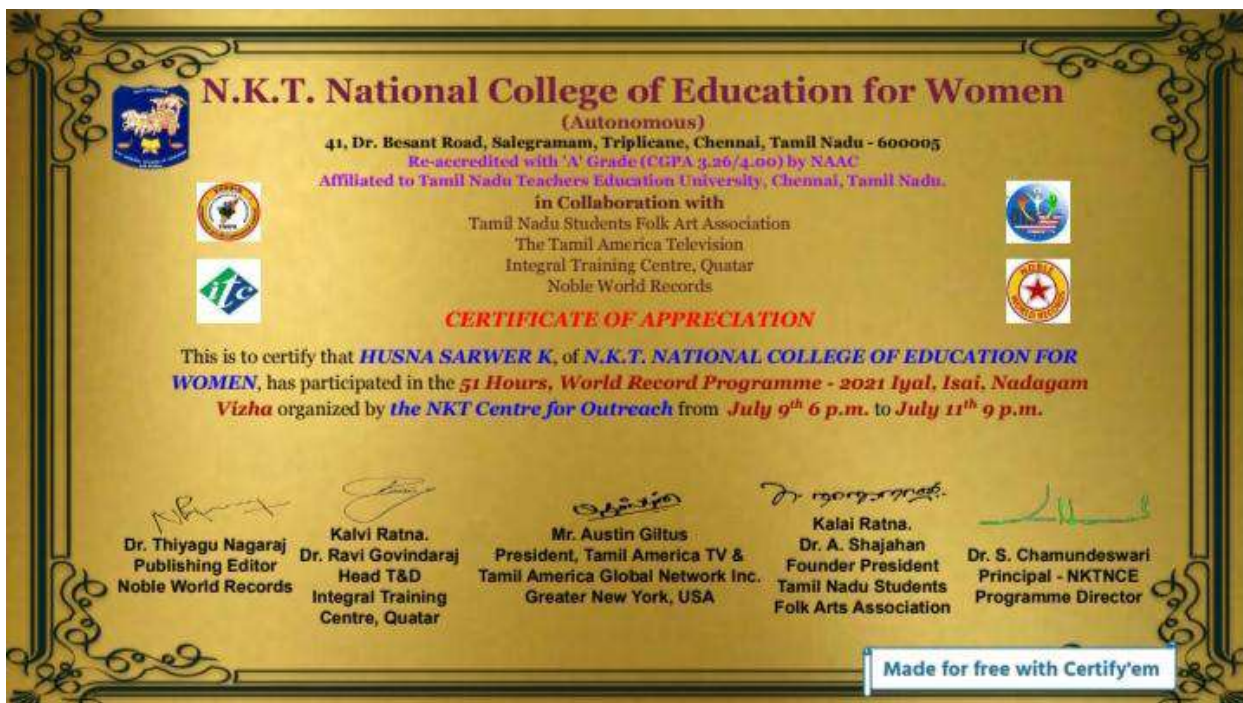 N.K.T. National College of Education for Women
(Autonomous)
41, Dr. Besant Road, Salegramam, Triplicane, Chennai, Tamil Nadu - 600005
Re-accredited with 'A' Grade (CGPA 3.26/4.00) by NAAC
Affiliated to Tamil Nadu Teachers Education University, Chennai, Tamil Nadu.
in Collaboration with
Tamil Nadu Students Folk Art Association
The Tamil America Television
Integral Training Centre, Quatar
Noble World Records
itc
NOBLE
WORLD RECORDS
CERTIFICATE OF APPRECIATION
This is to certify that HUSNA SARWER K, of N.K.T. NATIONAL COLLEGE OF EDUCATION FOR
WOMEN, has participated in the 51 Hours, World Record Programme - 2021 Iyal, Isai, Nadagam
Vizha organized by the NKT Centre for Outreach from July 9th 6 p.m. to July 11th 9 p.m.
Dr. Thiyagu Nagaraj
Publishing Editor
Noble World Records
Kalvi Ratna.
Dr. Ravi Govindaraj
Head T&D
Integral Training
Centre, Quatar
Mr. Austin Giltus
President, Tamil America TV &
Tamil America Global Network Inc.
Greater New York, USA
Kalai Ratna.
Dr. A. Shajahan
Founder President
Tamil Nadu Students
Folk Arts Association
Dr. S. Chamundeswari
Principal - NKTNCE
Programme Director
Made for free with Certify'em